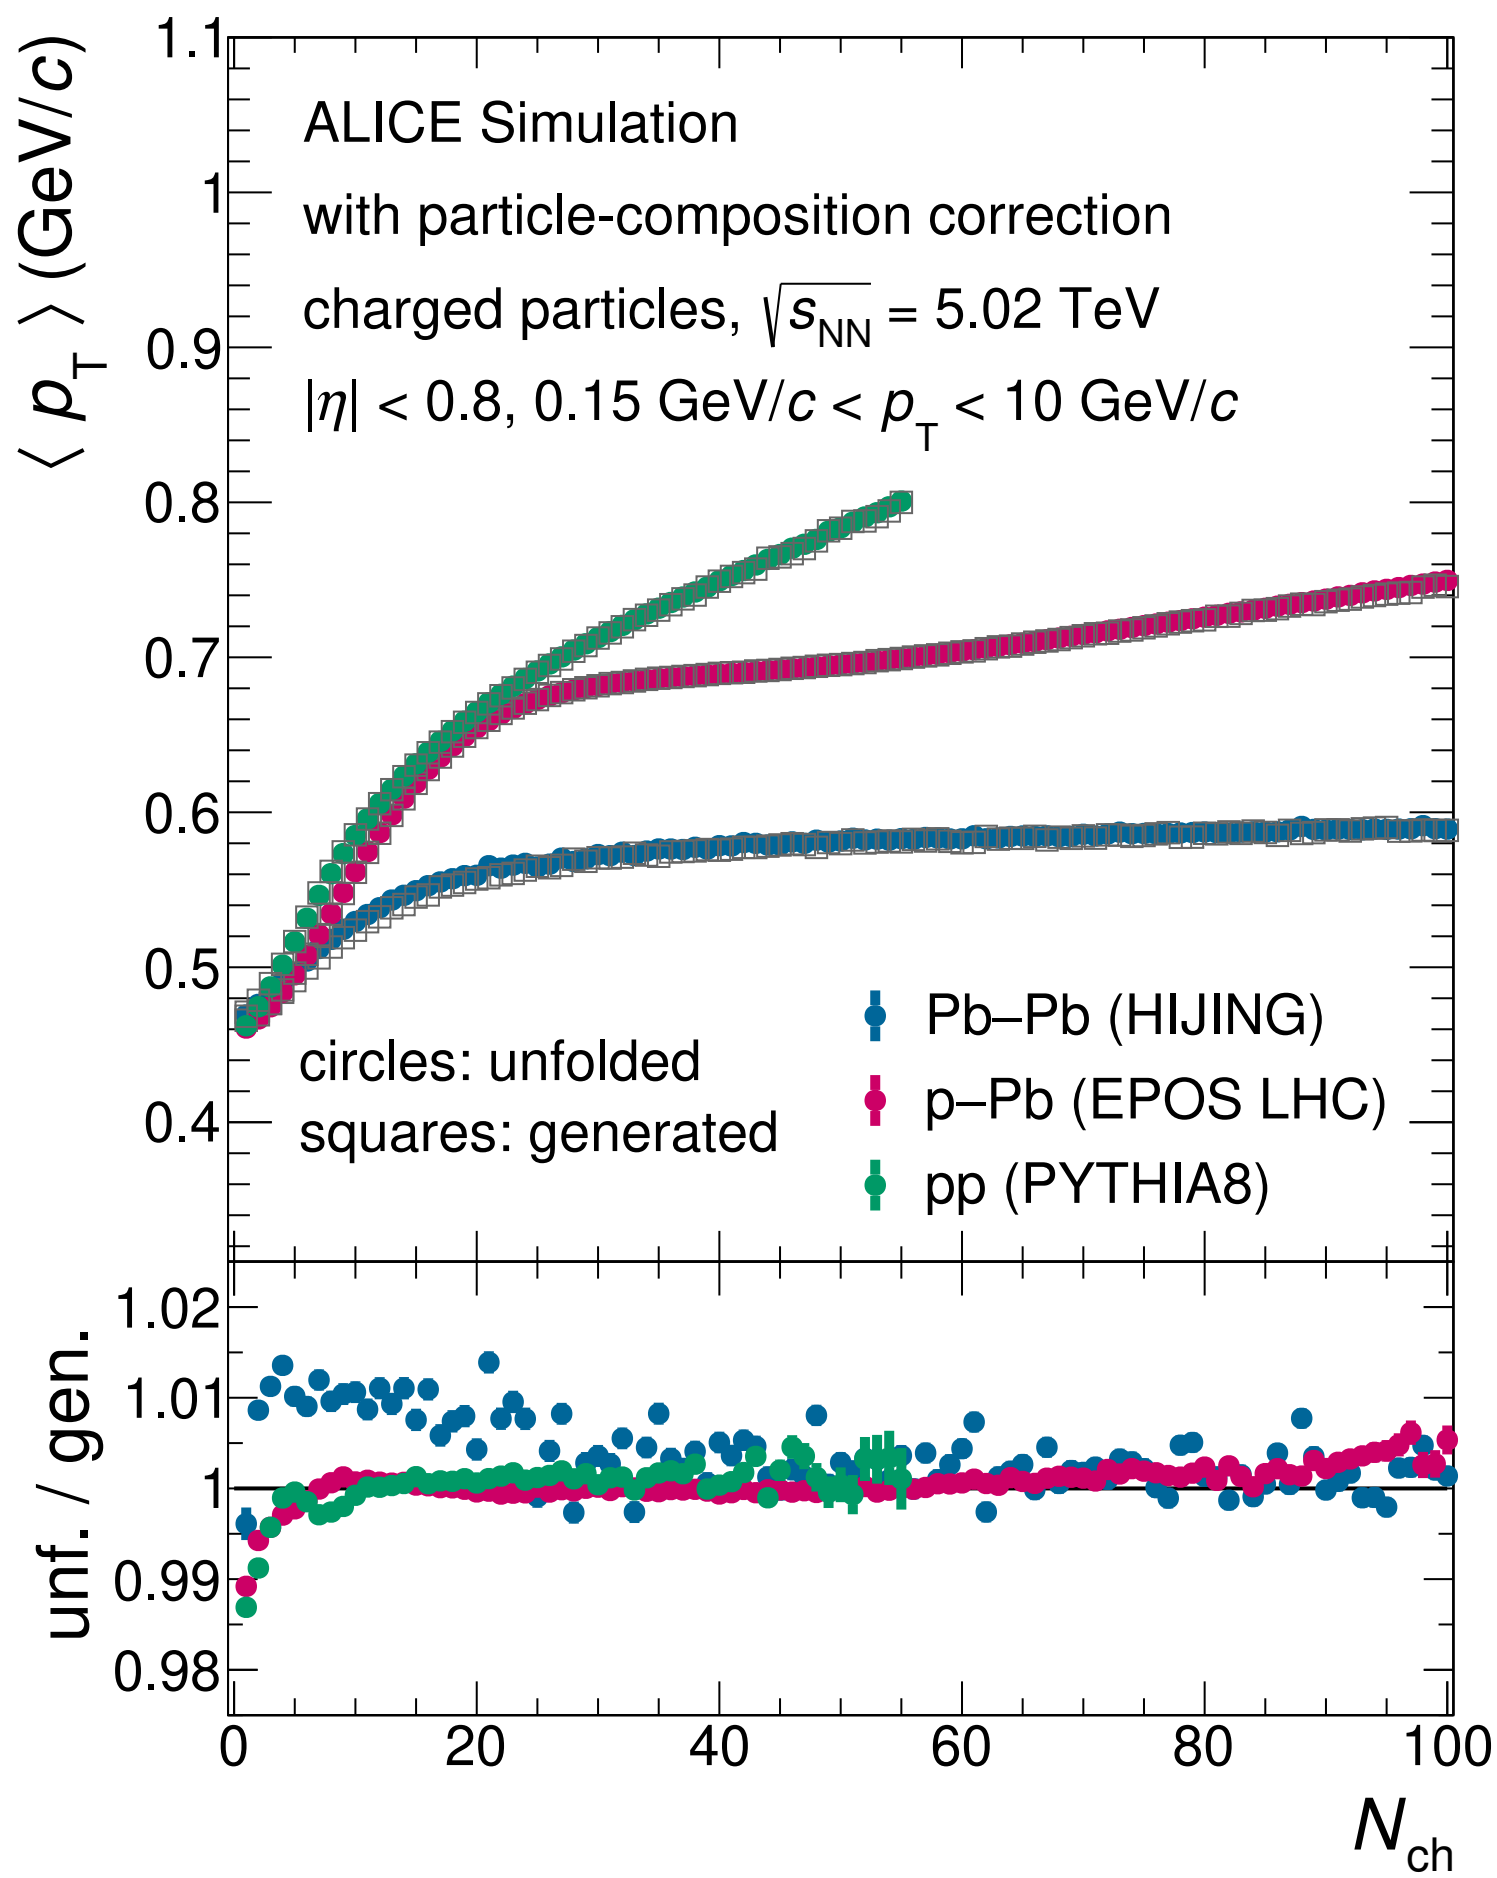 ⟨ p_T ⟩ (GeV/c)
1.1
1
0.9
0.8
0.7
0.6
0.5
0.4
ALICE Simulation
with particle-composition correction
charged particles, √s_NN = 5.02 TeV
|η| < 0.8, 0.15 GeV/c < p_T < 10 GeV/c
circles: unfolded
squares: generated
Pb–Pb (HIJING)
p–Pb (EPOS LHC)
pp (PYTHIA8)
unf. / gen.
1.02
1.01
1
0.99
0.98
0 20 40 60 80 100
N_ch